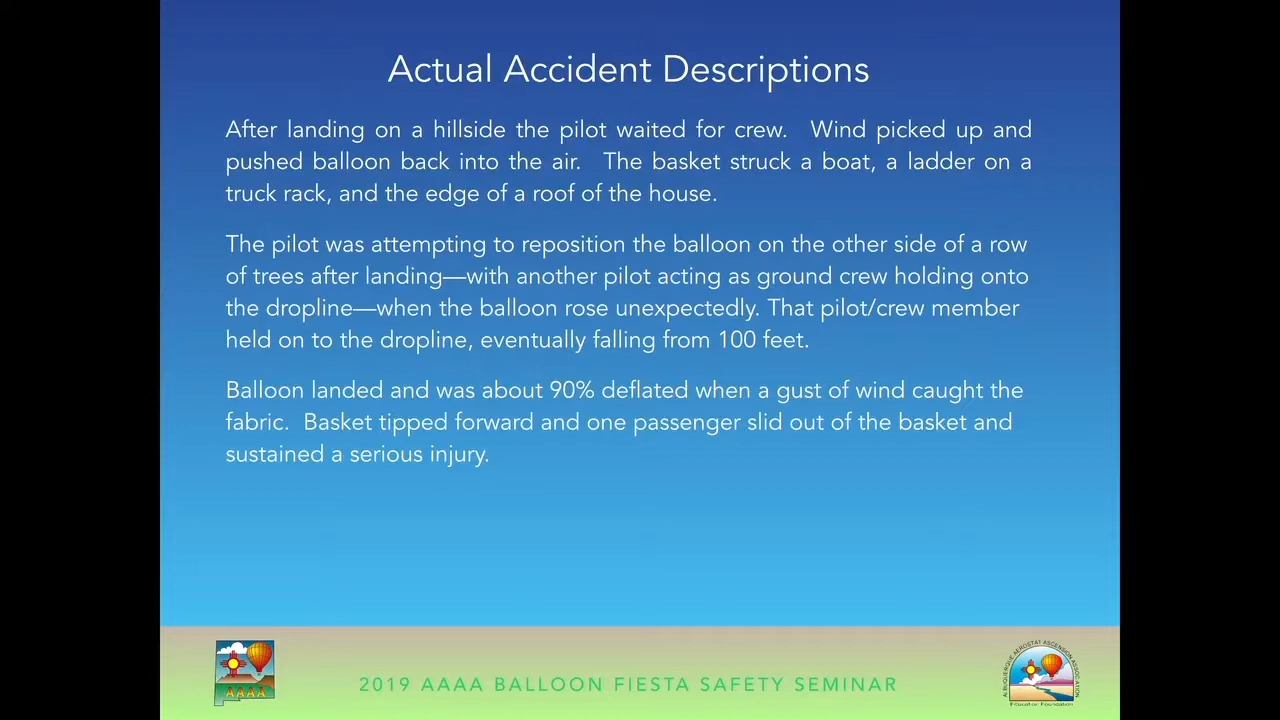 Actual Accident Descriptions
After landing on a hillside the pilot waited for crew.  Wind picked up and
pushed balloon back into the air.  The basket struck a boat, a ladder on a
truck rack, and the edge of a roof of the house.
The pilot was attempting to reposition the balloon on the other side of a row
of trees after landing—with another pilot acting as ground crew holding onto
the dropline—when the balloon rose unexpectedly. That pilot/crew member
held on to the dropline, eventually falling from 100 feet.
Balloon landed and was about 90% deflated when a gust of wind caught the
fabric.  Basket tipped forward and one passenger slid out of the basket and
sustained a serious injury.
AAAA
2019 AAAA BALLOON FIESTA SAFETY SEMINAR
ALBUQUERQUE AEROSTAT ASCENSION ASSOCIATION
Education Foundation